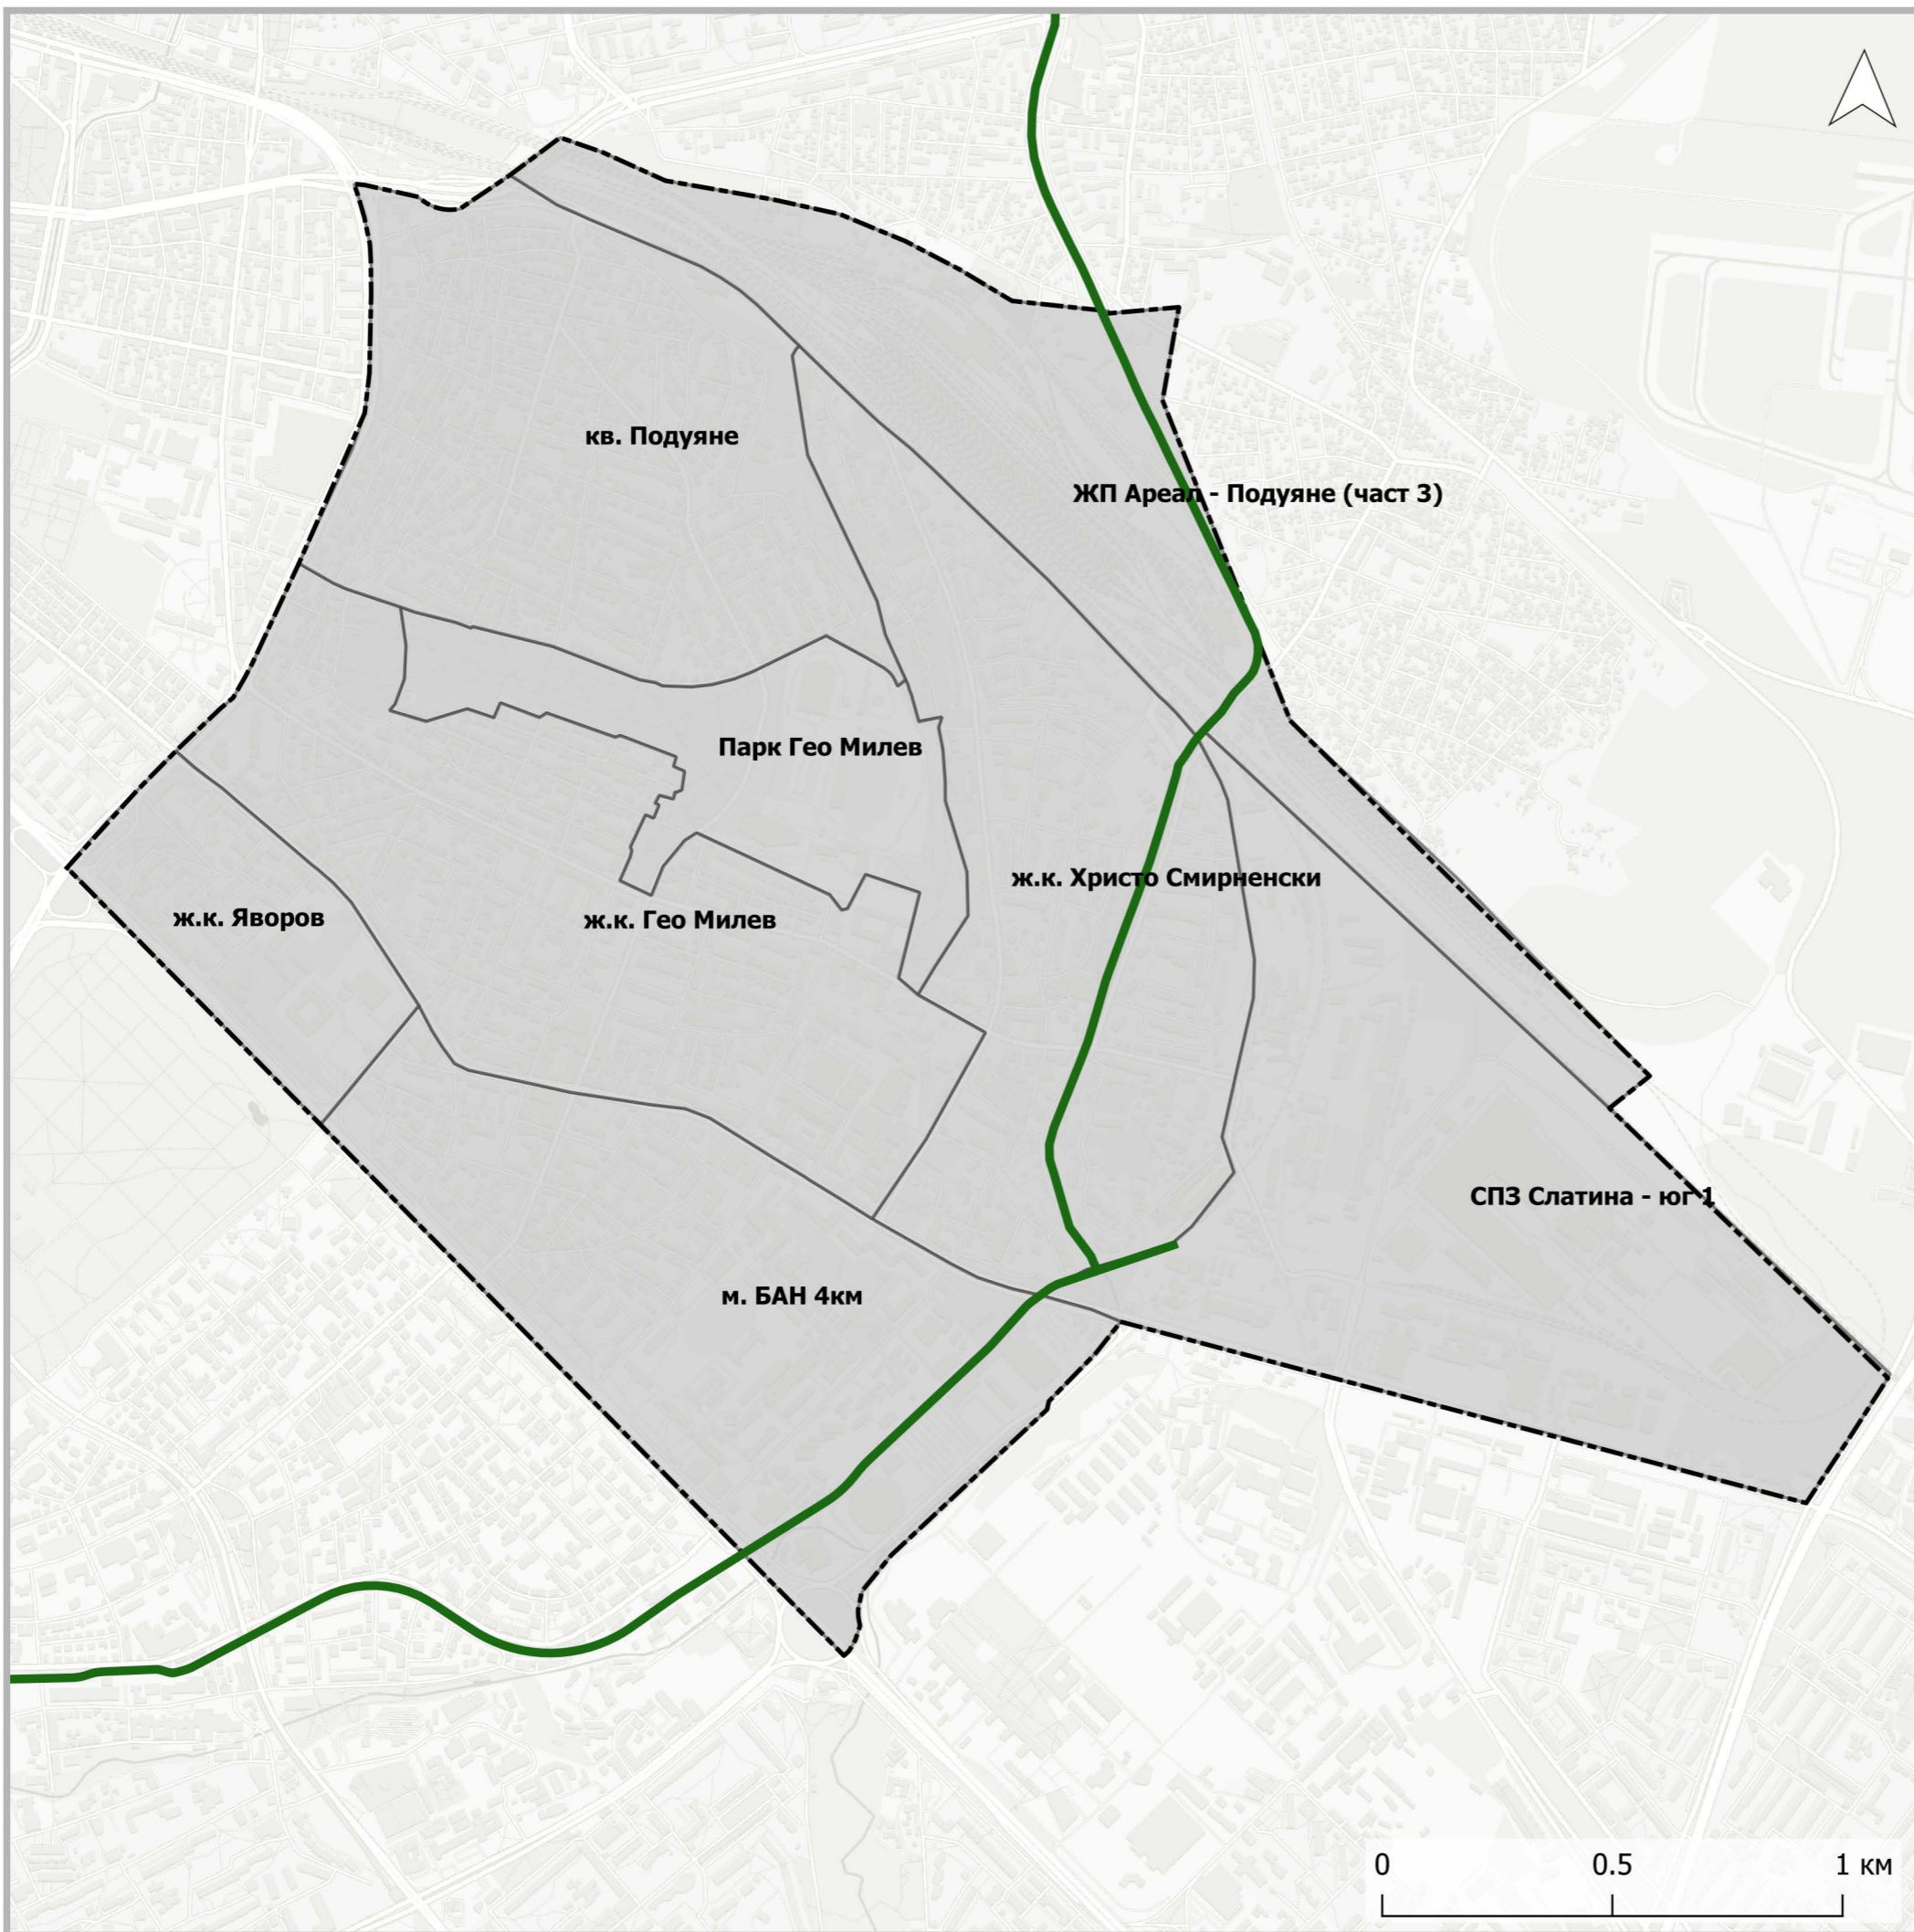 кв. Подуяне
ЖП Ареал - Подуяне (част 3)
Парк Гео Милев
ж.к. Христо Смирненски
ж.к. Яворов
ж.к. Гео Милев
СПЗ Слатина - юг 1
м. БАН 4км
0 0.5 1 км